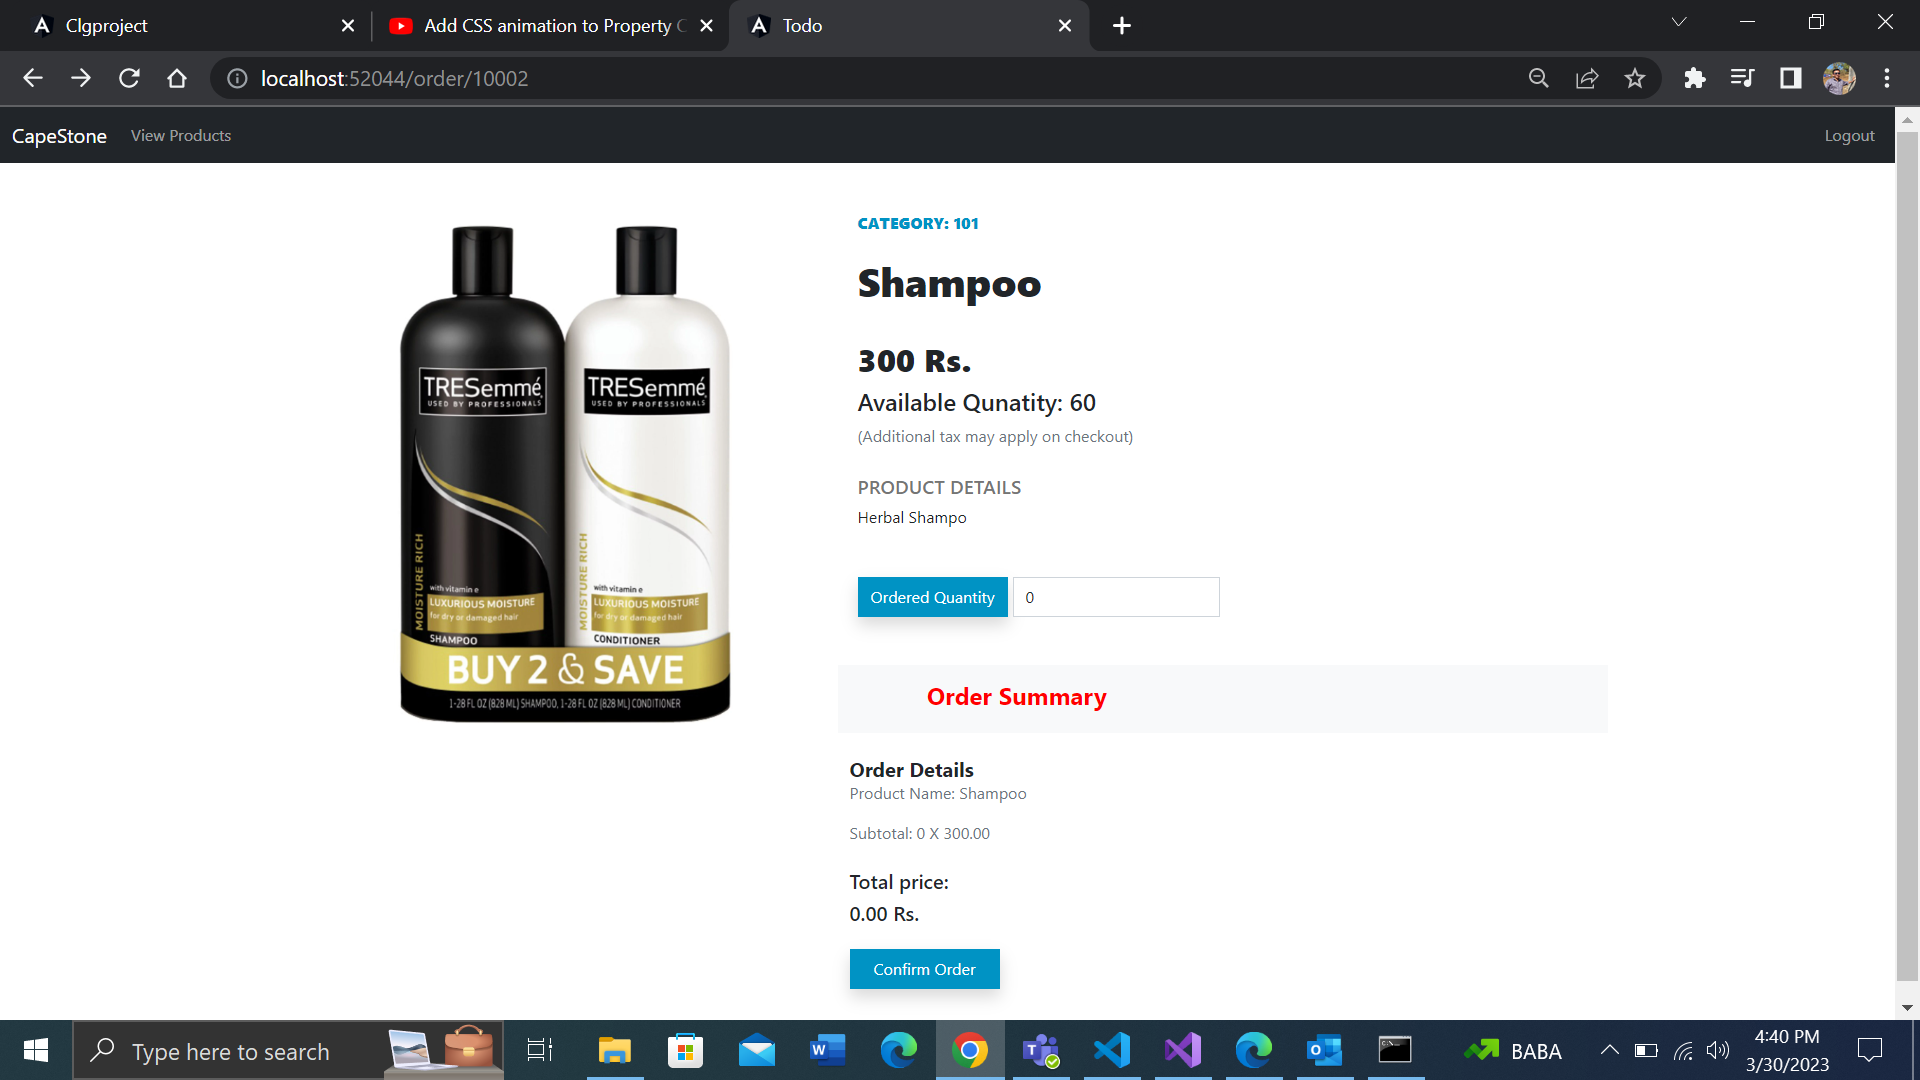 Clgproject
Add CSS animation to Property C
Todo
localhost:52044/order/10002
CapeStone
View Products
Logout
CATEGORY: 101
Shampoo
300 Rs.
Available Qunatity: 60
(Additional tax may apply on checkout)
PRODUCT DETAILS
Herbal Shampo
Ordered Quantity
0
TRESemmé
USED BY PROFESSIONALS
MOISTURE RICH
with vitamin e
LUXURIOUS MOISTURE
for dry or damaged hair
SHAMPOO
TRESemmé
USED BY PROFESSIONALS
MOISTURE RICH
with vitamin e
LUXURIOUS MOISTURE
for dry or damaged hair
CONDITIONER
BUY 2 & SAVE
1-28 FL OZ (828 ML) SHAMPOO, 1-28 FL OZ (828 ML) CONDITIONER
Order Summary
Order Details
Product Name: Shampoo
Subtotal: 0 X 300.00
Total price:
0.00 Rs.
Confirm Order
Type here to search
BABA
4:40 PM
3/30/2023